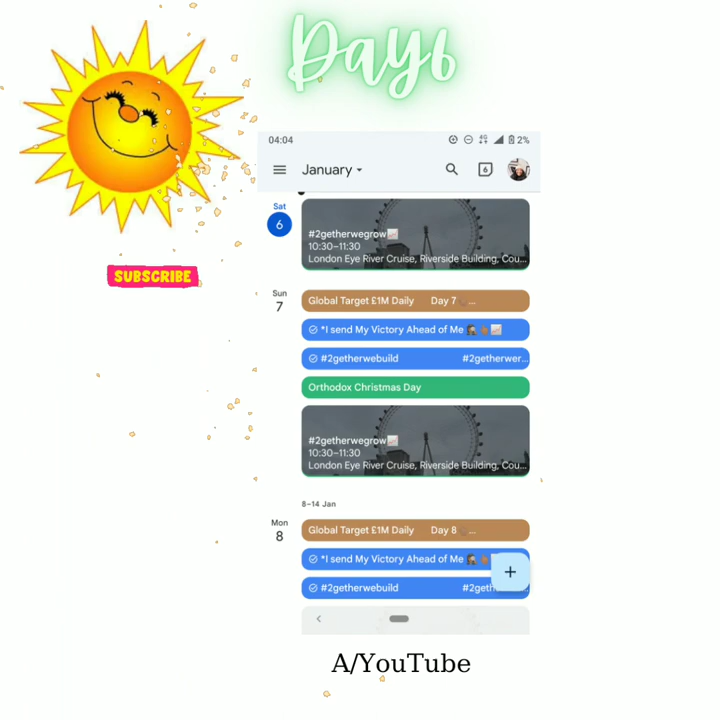 Day6
04:04 4G 2%
January 6
SUBSCRIBE
Sat
6
#2getherwegrow📈
10:30–11:30
London Eye River Cruise, Riverside Building, Cou...
Sun
7
Global Target £1M Daily Day 7 ...
*I send My Victory Ahead of Me
#2getherwebuild #2getherwer...
Orthodox Christmas Day
#2getherwegrow📈
10:30–11:30
London Eye River Cruise, Riverside Building, Cou...
8–14 Jan
Mon
8
Global Target £1M Daily Day 8 ...
*I send My Victory Ahead of Me
#2getherwebuild #2geth
+
A/YouTube